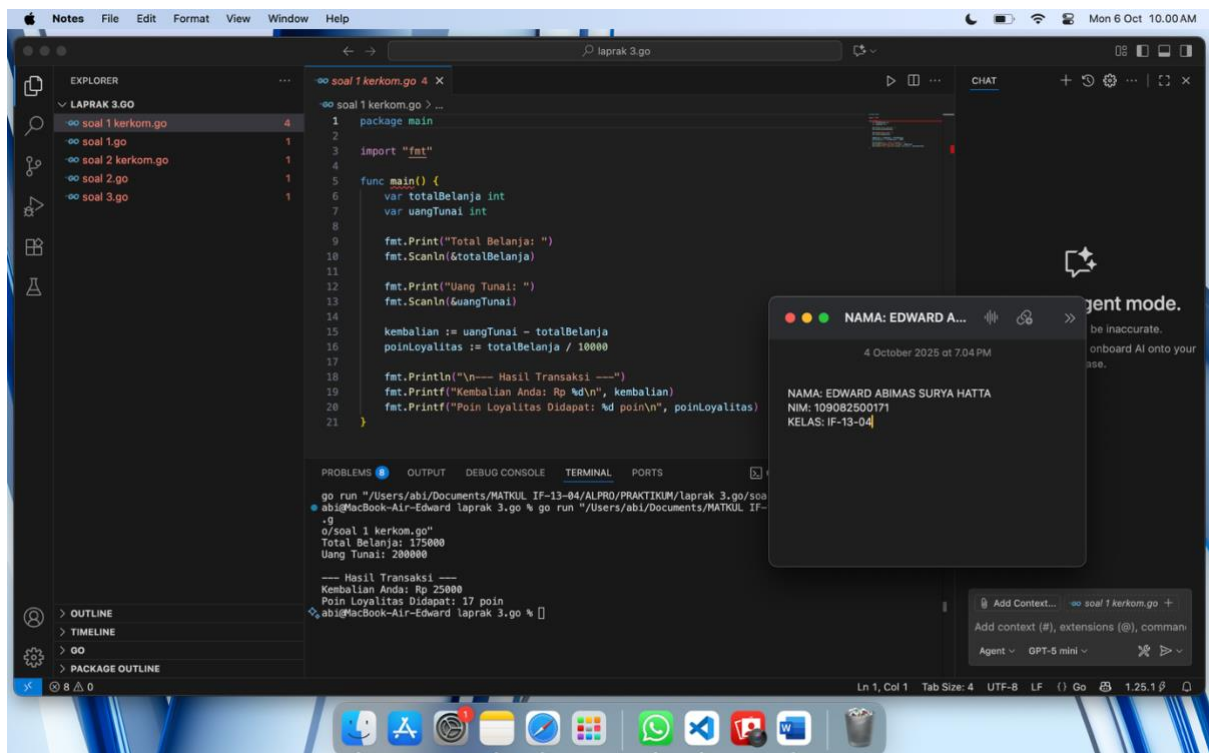 Notes File Edit Format View Window Help
Mon 6 Oct 10.00 AM
laprak 3.go
EXPLORER
LAPRAK 3.GO
soal 1 kerkom.go 4
soal 1.go 1
soal 2 kerkom.go 1
soal 2.go 1
soal 3.go 1
OUTLINE
TIMELINE
GO
PACKAGE OUTLINE
soal 1 kerkom.go 4
soal 1 kerkom.go > ...
1 package main
2
3 import "fmt"
4
5 func main() {
6 var totalBelanja int
7 var uangTunai int
8
9 fmt.Print("Total Belanja: ")
10 fmt.Scanln(&totalBelanja)
11
12 fmt.Print("Uang Tunai: ")
13 fmt.Scanln(&uangTunai)
14
15 kembalian := uangTunai - totalBelanja
16 poinLoyalitas := totalBelanja / 10000
17
18 fmt.Println("\n--- Hasil Transaksi ---")
19 fmt.Printf("Kembalian Anda: Rp %d\n", kembalian)
20 fmt.Printf("Poin Loyalitas Didapat: %d poin\n", poinLoyalitas)
21 }
PROBLEMS 8 OUTPUT DEBUG CONSOLE TERMINAL PORTS
go run "/Users/abi/Documents/MATKUL IF-13-04/ALPRO/PRAKTIKUM/laprak 3.go/soa
abi@MacBook-Air-Edward laprak 3.go % go run "/Users/abi/Documents/MATKUL IF-
.g
o/soal 1 kerkom.go"
Total Belanja: 175000
Uang Tunai: 200000
--- Hasil Transaksi ---
Kembalian Anda: Rp 25000
Poin Loyalitas Didapat: 17 poin
abi@MacBook-Air-Edward laprak 3.go %
CHAT
gent mode.
be inaccurate.
onboard AI onto your
ase.
NAMA: EDWARD A...
4 October 2025 at 7.04 PM
NAMA: EDWARD ABIMAS SURYA HATTA
NIM: 109082500171
KELAS: IF-13-04
Add Context... soal 1 kerkom.go
Add context (#), extensions (@), comman
Agent GPT-5 mini
8 0
Ln 1, Col 1 Tab Size: 4 UTF-8 LF {} Go 1.25.1
1